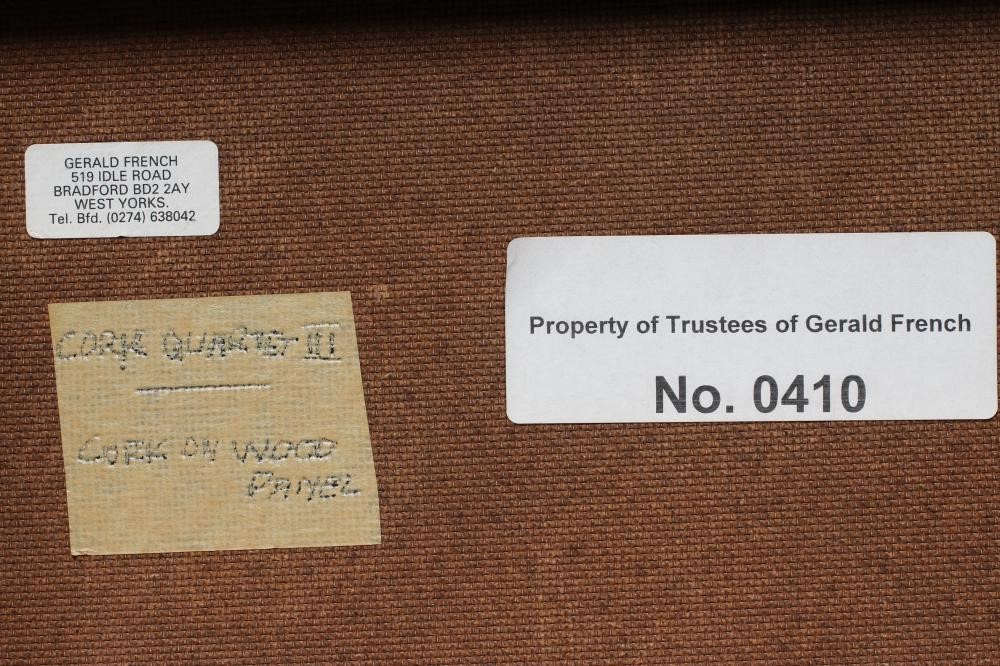 GERALD FRENCH
519 IDLE ROAD
BRADFORD BD2 2AY
WEST YORKS.
Tel. Bfd. (0274) 638042
CORK QUARTET III
CORK ON WOOD
PANEL
Property of Trustees of Gerald French
No. 0410